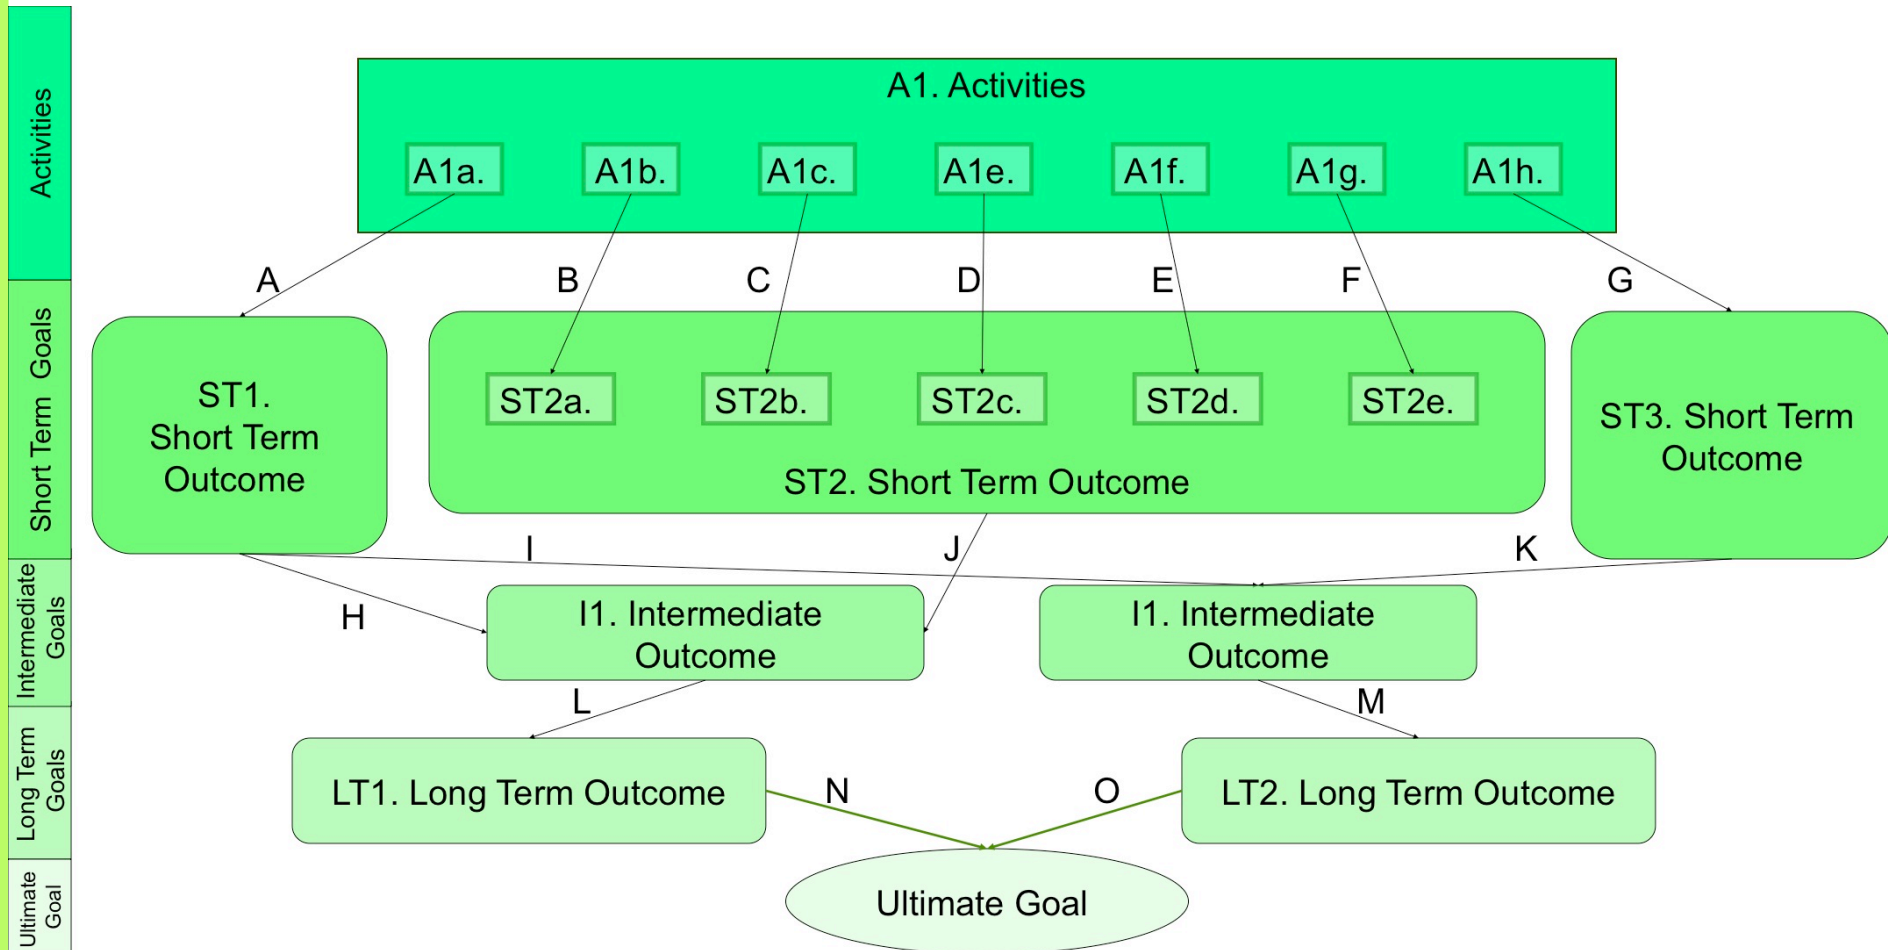 Activities
A1. Activities
A1a. A1b. A1c. A1e. A1f. A1g. A1h.
A B C D E F G
Short Term Goals
ST1.
Short Term
Outcome
ST2a. ST2b. ST2c. ST2d. ST2e.
ST2. Short Term Outcome
ST3. Short Term
Outcome
I J K
H
Intermediate
Goals
I1. Intermediate
Outcome
I1. Intermediate
Outcome
L M
Long Term
Goals
LT1. Long Term Outcome
N O
LT2. Long Term Outcome
Ultimate
Goal
Ultimate Goal